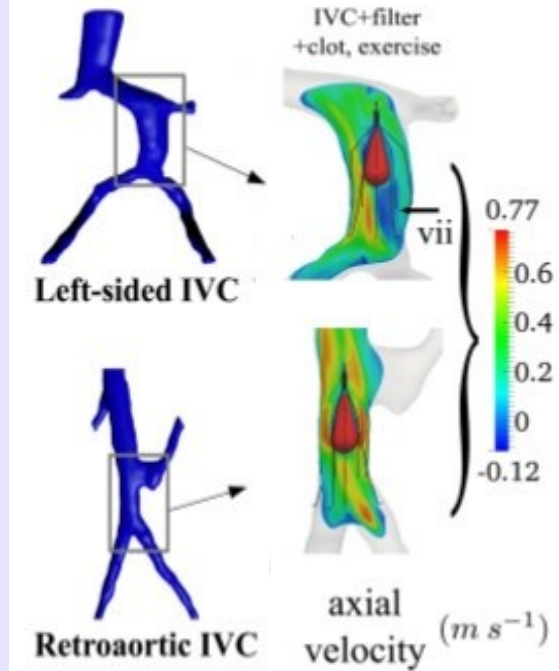 IVC+filter
+clot, exercise
vii
Left-sided IVC
0.77
0.6
0.4
0.2
0
-0.12
Retroaortic IVC
axial
velocity (m s⁻¹)